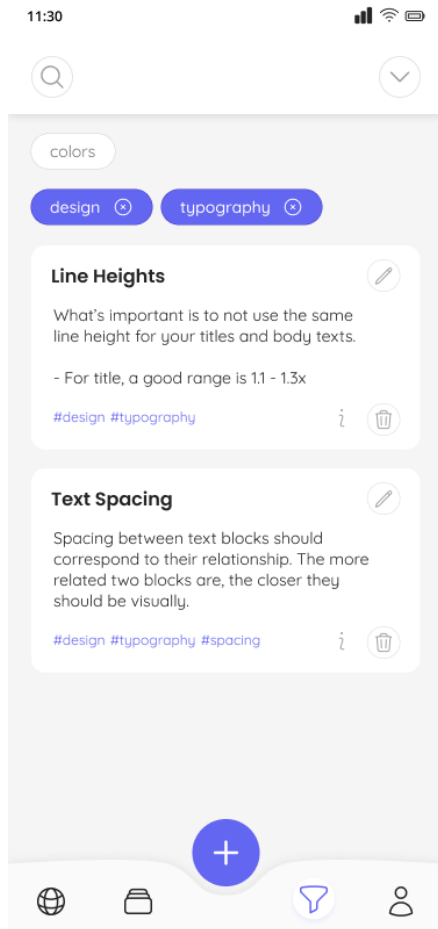 11:30
colors
design
typography
Line Heights
What's important is to not use the same
line height for your titles and body texts.
- For title, a good range is 1.1 - 1.3x
#design #typography
Text Spacing
Spacing between text blocks should
correspond to their relationship. The more
related two blocks are, the closer they
should be visually.
#design #typography #spacing